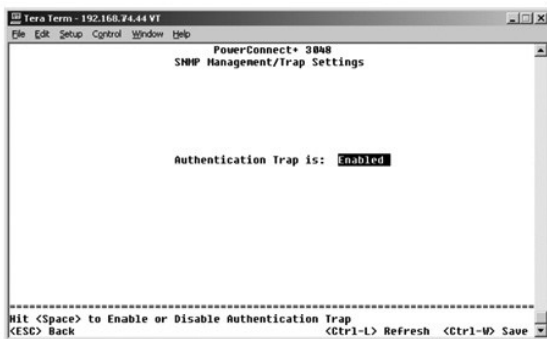 Tera Term - 192.168.74.44 VT
File Edit Setup Control Window Help
PowerConnect+ 3048
SNMP Management/Trap Settings
Authentication Trap is: Enabled
Hit <Space> to Enable or Disable Authentication Trap
<ESC> Back <Ctrl-L> Refresh <Ctrl-W> Save